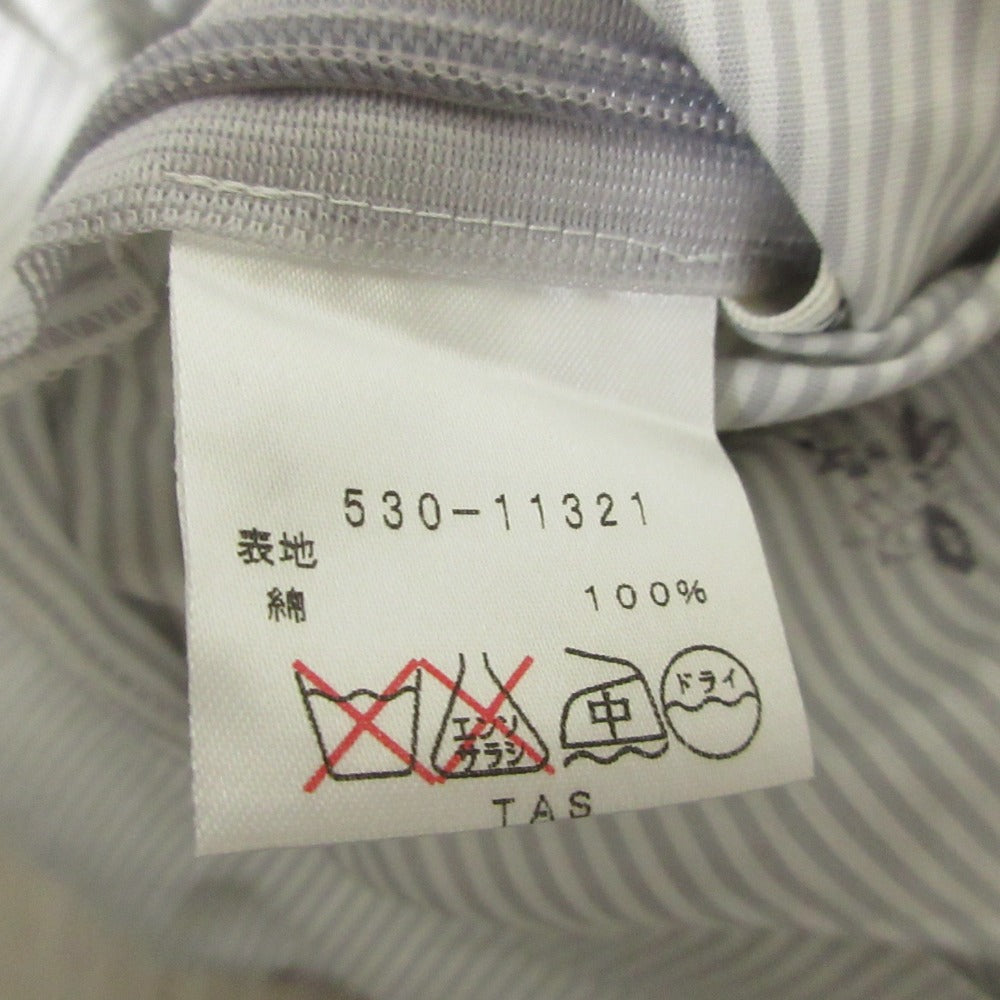 530-11321
表地
綿 100%
エンソ
サラシ
中
ドライ
TAS